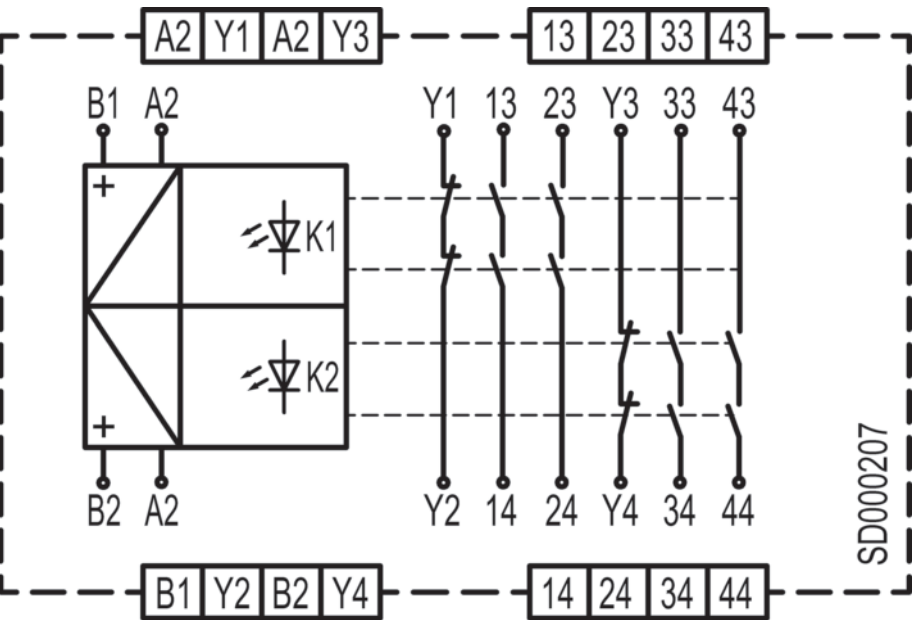 A2 Y1 A2 Y3 13 23 33 43
B1 A2 Y1 13 23 Y3 33 43
+
K1
K2
+
B2 A2 Y2 14 24 Y4 34 44
SD000207
B1 Y2 B2 Y4 14 24 34 44